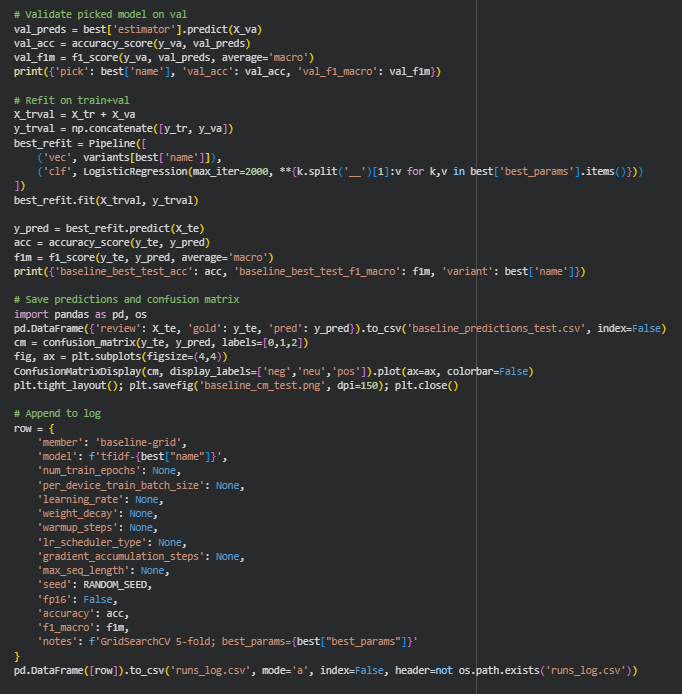 # Validate picked model on val
val_preds = best['estimator'].predict(X_va)
val_acc = accuracy_score(y_va, val_preds)
val_f1m = f1_score(y_va, val_preds, average='macro')
print({'pick': best['name'], 'val_acc': val_acc, 'val_f1_macro': val_f1m})

# Refit on train+val
X_trval = X_tr + X_va
y_trval = np.concatenate([y_tr, y_va])
best_refit = Pipeline([
    ('vec', variants[best['name']]),
    ('clf', LogisticRegression(max_iter=2000, **{k.split('__')[1]:v for k,v in best['best_params'].items()}))
])
best_refit.fit(X_trval, y_trval)

y_pred = best_refit.predict(X_te)
acc = accuracy_score(y_te, y_pred)
f1m = f1_score(y_te, y_pred, average='macro')
print({'baseline_best_test_acc': acc, 'baseline_best_test_f1_macro': f1m, 'variant': best['name']})

# Save predictions and confusion matrix
import pandas as pd, os
pd.DataFrame({'review': X_te, 'gold': y_te, 'pred': y_pred}).to_csv('baseline_predictions_test.csv', index=False)
cm = confusion_matrix(y_te, y_pred, labels=[0,1,2])
fig, ax = plt.subplots(figsize=(4,4))
ConfusionMatrixDisplay(cm, display_labels=['neg','neu','pos']).plot(ax=ax, colorbar=False)
plt.tight_layout(); plt.savefig('baseline_cm_test.png', dpi=150); plt.close()

# Append to log
row = {
    'member': 'baseline-grid',
    'model': f'tfidf-{best["name"]}',
    'num_train_epochs': None,
    'per_device_train_batch_size': None,
    'learning_rate': None,
    'weight_decay': None,
    'warmup_steps': None,
    'lr_scheduler_type': None,
    'gradient_accumulation_steps': None,
    'max_seq_length': None,
    'seed': RANDOM_SEED,
    'fp16': False,
    'accuracy': acc,
    'f1_macro': f1m,
    'notes': f'GridSearchCV 5-fold; best_params={best["best_params"]}'
}
pd.DataFrame([row]).to_csv('runs_log.csv', mode='a', index=False, header=not os.path.exists('runs_log.csv'))